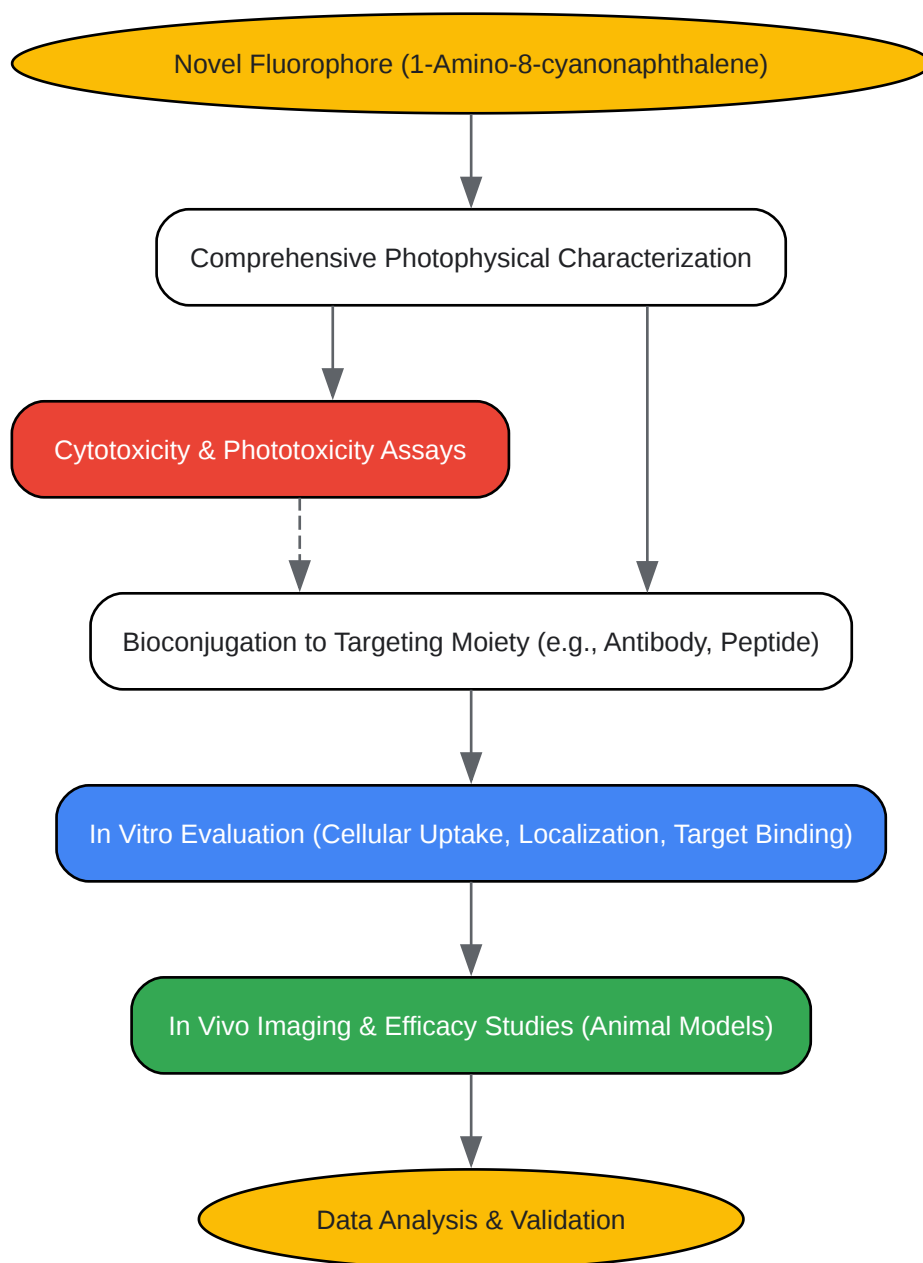 Novel Fluorophore (1-Amino-8-cyanonaphthalene)
Comprehensive Photophysical Characterization
Cytotoxicity & Phototoxicity Assays
Bioconjugation to Targeting Moiety (e.g., Antibody, Peptide)
In Vitro Evaluation (Cellular Uptake, Localization, Target Binding)
In Vivo Imaging & Efficacy Studies (Animal Models)
Data Analysis & Validation